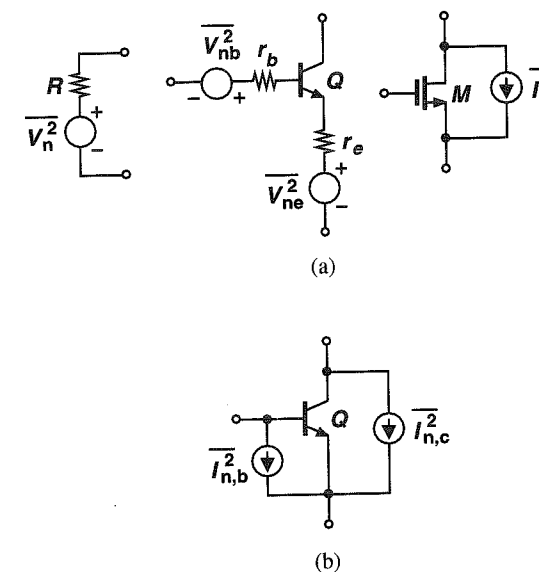 R
+
V_n^2
−
V_nb^2
−
+
r_b
Q
r_e
+
V_ne^2
−
M
I
(a)
Q
I_n,b^2
I_n,c^2
(b)